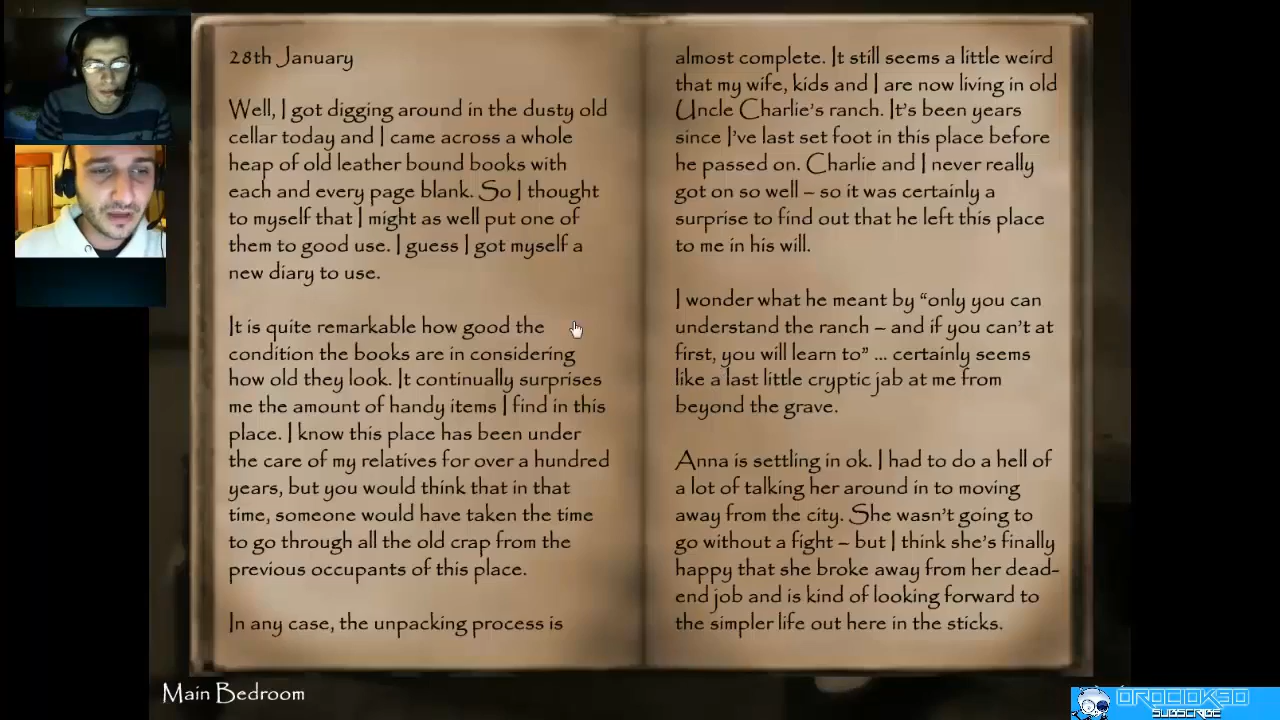 28th January
Well, I got digging around in the dusty old
cellar today and I came across a whole
heap of old leather bound books with
each and every page blank. So I thought
to myself that I might as well put one of
them to good use. I guess I got myself a
new diary to use.
It is quite remarkable how good the
condition the books are in considering
how old they look. It continually surprises
me the amount of handy items I find in this
place. I know this place has been under
the care of my relatives for over a hundred
years, but you would think that in that
time, someone would have taken the time
to go through all the old crap from the
previous occupants of this place.
In any case, the unpacking process is
almost complete. It still seems a little weird
that my wife, kids and I are now living in old
Uncle Charlie's ranch. It's been years
since I've last set foot in this place before
he passed on. Charlie and I never really
got on so well – so it was certainly a
surprise to find out that he left this place
to me in his will.
I wonder what he meant by “only you can
understand the ranch – and if you can't at
first, you will learn to” ... certainly seems
like a last little cryptic jab at me from
beyond the grave.
Anna is settling in ok. I had to do a hell of
a lot of talking her around in to moving
away from the city. She wasn't going to
go without a fight – but I think she's finally
happy that she broke away from her dead-
end job and is kind of looking forward to
the simpler life out here in the sticks.
Main Bedroom
OROCIOK90
SUBSCRIBE